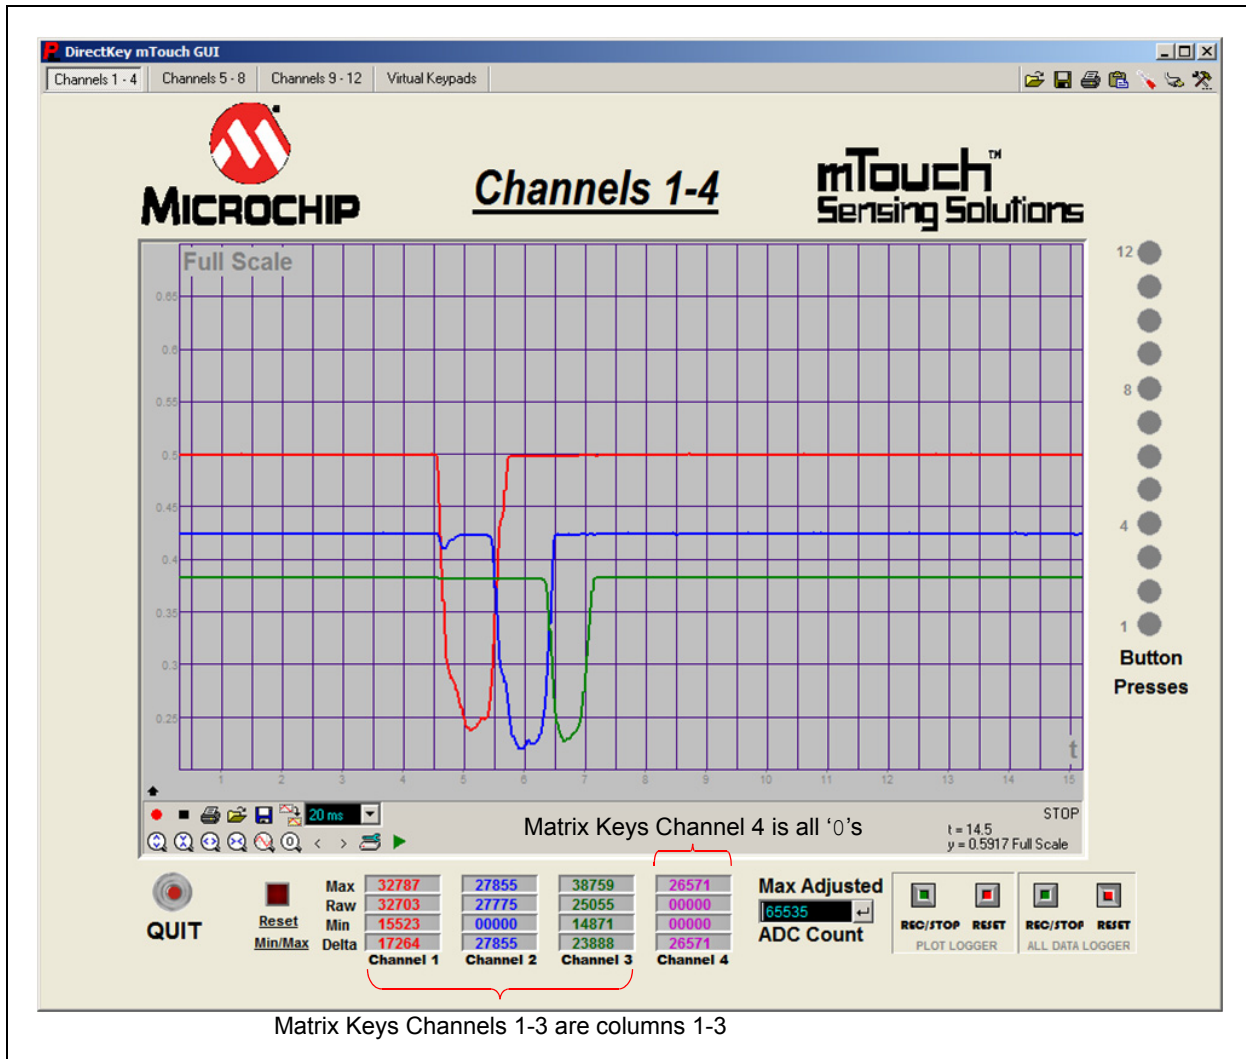 DirectKey mTouch GUI
Channels 1 - 4 Channels 5 - 8 Channels 9 - 12 Virtual Keypads
MICROCHIP
Channels 1-4
mTouch™
Sensing Solutions
Full Scale
0.65
0.6
0.55
0.5
0.45
0.4
0.35
0.3
0.25
t
1 2 3 4 5 6 7 8 9 10 11 12 13 14 15
12
8
4
1
Button
Presses
20 ms
STOP
t = 14.5
y = 0.5917 Full Scale
Matrix Keys Channel 4 is all ‘0’s
QUIT
Reset
Min/Max
Max 32787 27855 38759 26571
Raw 32703 27775 25055 00000
Min 15523 00000 14871 00000
Delta 17264 27855 23888 26571
Channel 1 Channel 2 Channel 3 Channel 4
Max Adjusted
65535
ADC Count
REC/STOP RESET REC/STOP RESET
PLOT LOGGER ALL DATA LOGGER
Matrix Keys Channels 1-3 are columns 1-3